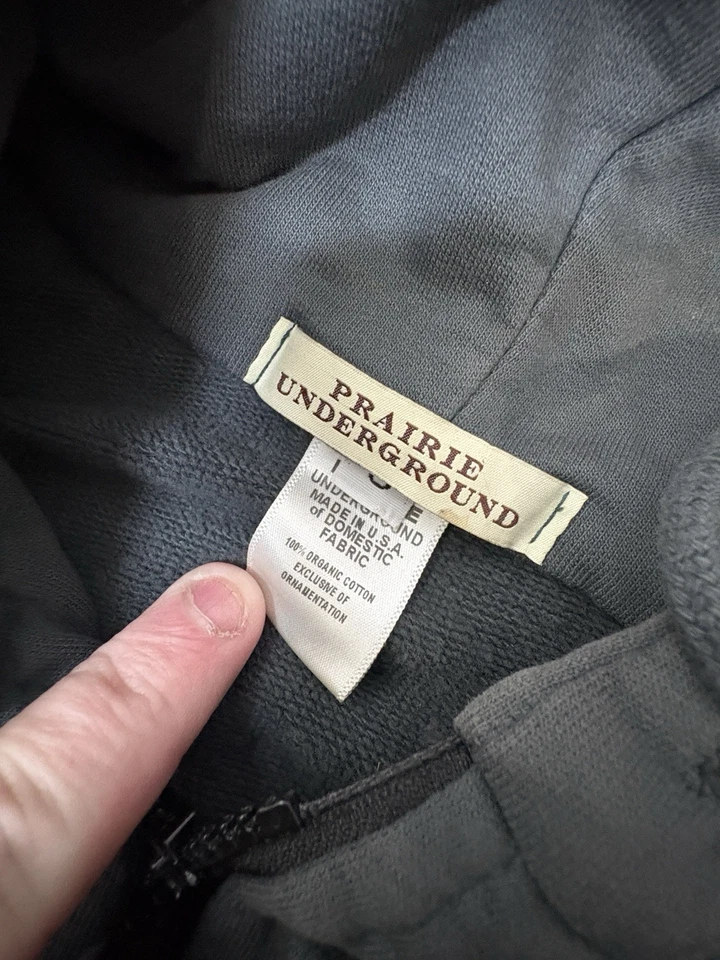 PRAIRIE
UNDERGROUND
UNDERGROUND
MADE IN U.S.A.
of DOMESTIC
FABRIC
100% ORGANIC COTTON
EXCLUSIVE OF
ORNAMENTATION